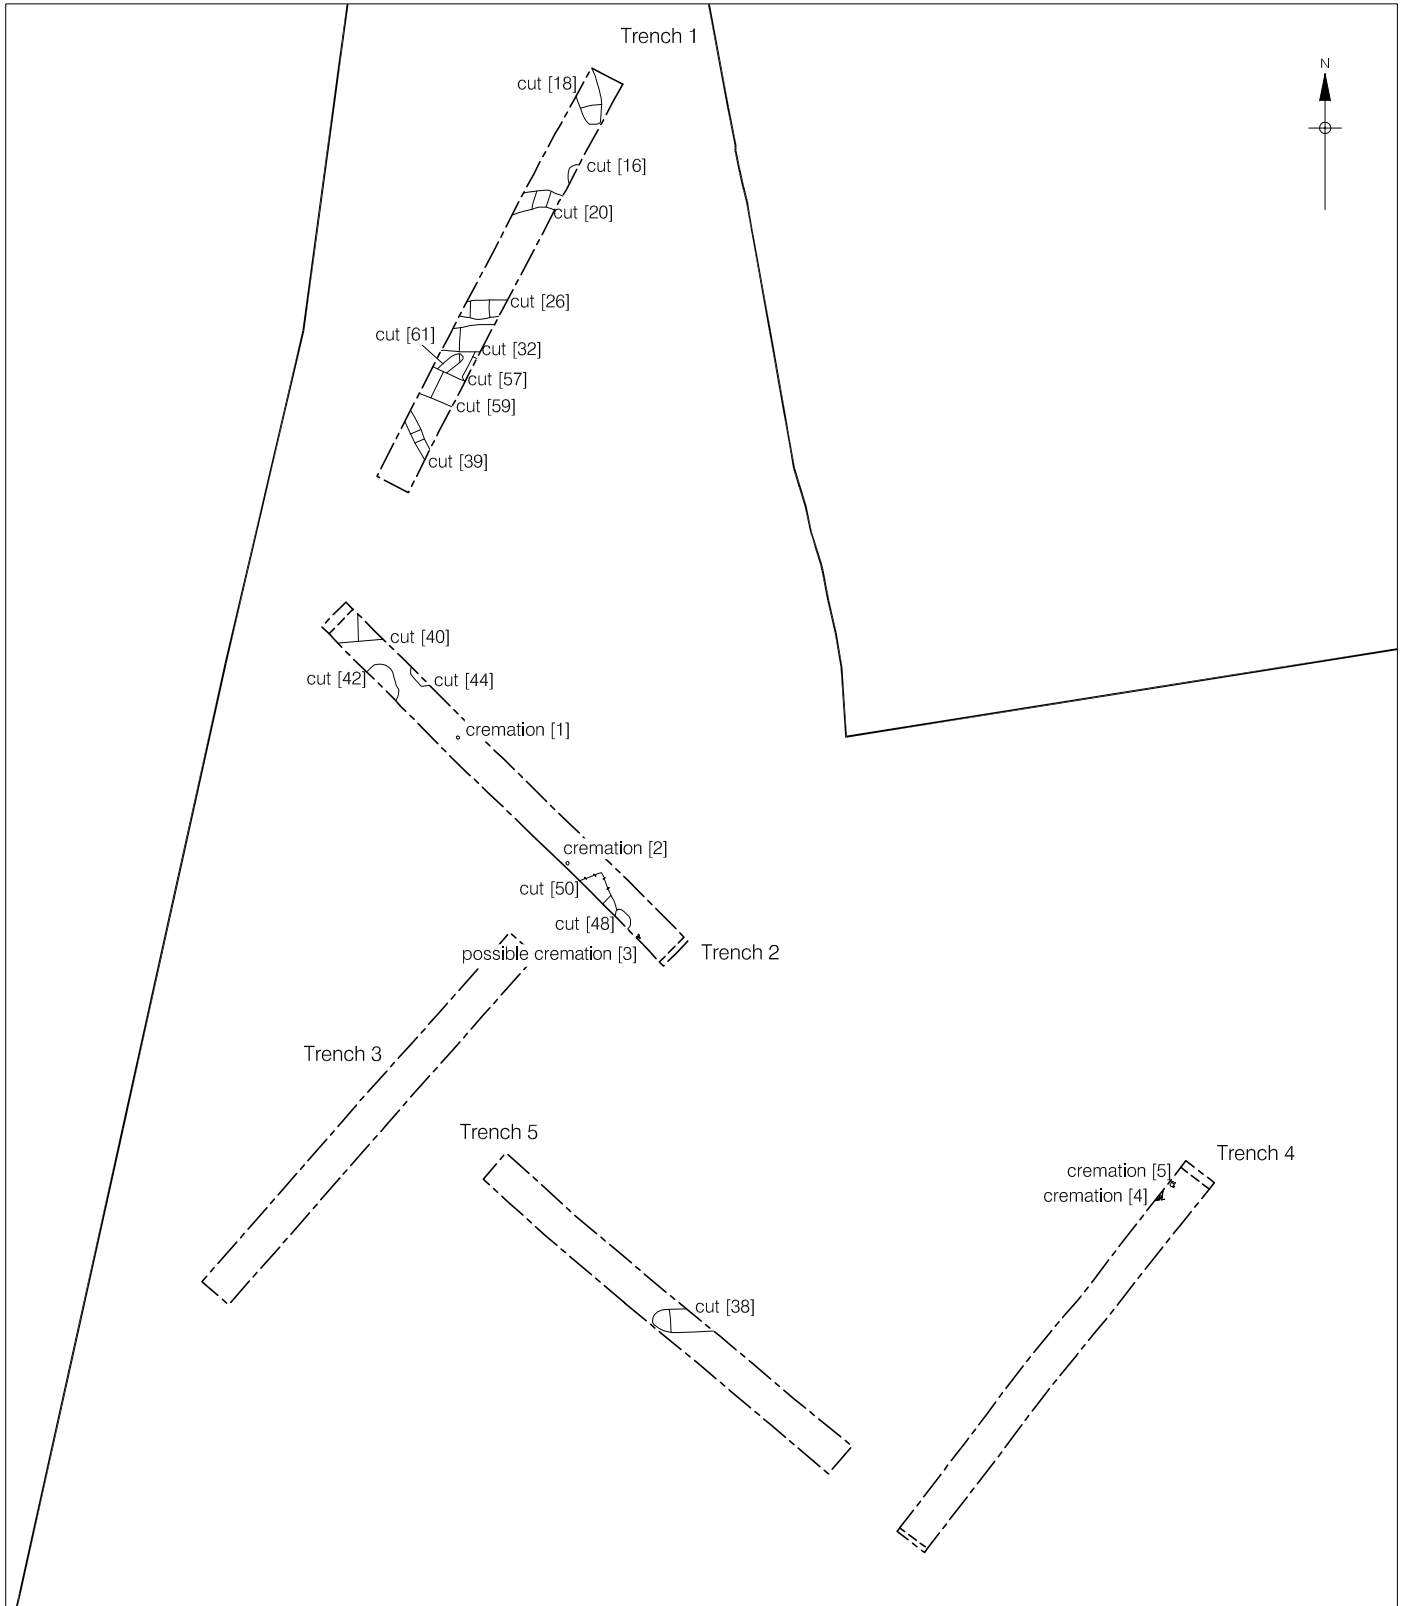 Trench 1
N
cut [18]
cut [16]
cut [20]
cut [26]
cut [61]
cut [32]
cut [57]
cut [59]
cut [39]
cut [40]
cut [42]
cut [44]
cremation [1]
cremation [2]
cut [50]
cut [48]
possible cremation [3]
Trench 2
Trench 3
Trench 5
Trench 4
cremation [5]
cremation [4]
cut [38]